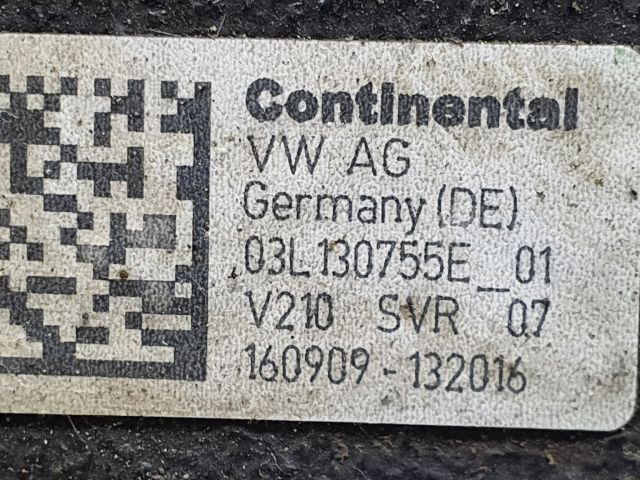 Continental
VW AG
Germany (DE)
03L130755E_01
V210 SVR 07
160909-132016